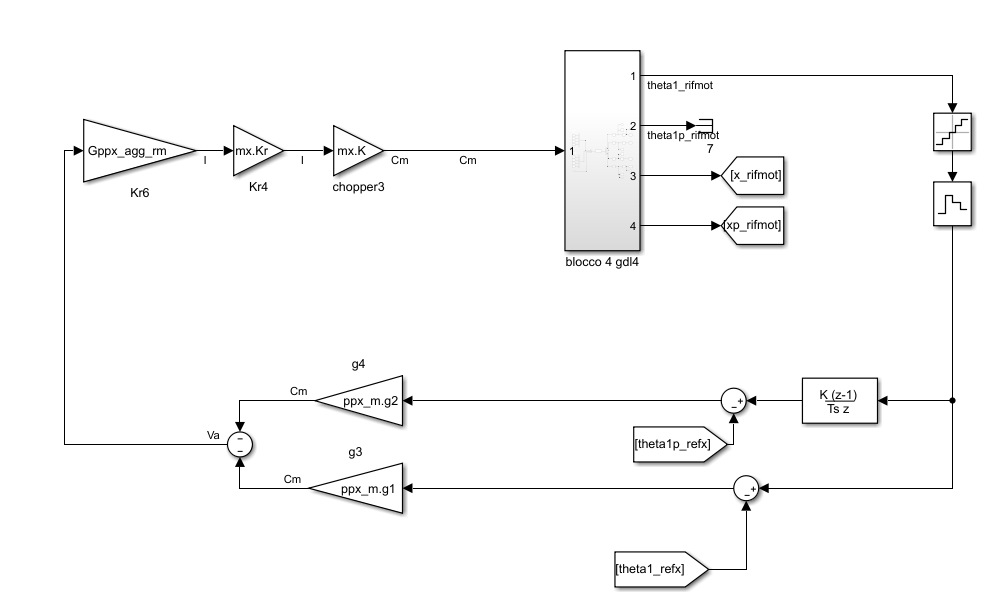 1
theta1_rifmot
Gppx_agg_rm
I
mx.Kr
I
mx.K
Cm
Cm
1
2
theta1p_rifmot
7
Kr6
Kr4
chopper3
3
[x_rifmot]
4
[xp_rifmot]
blocco 4 gdl4
g4
Cm
ppx_m.g2
K (z-1)
Ts z
[theta1p_refx]
Va
g3
Cm
ppx_m.g1
[theta1_refx]